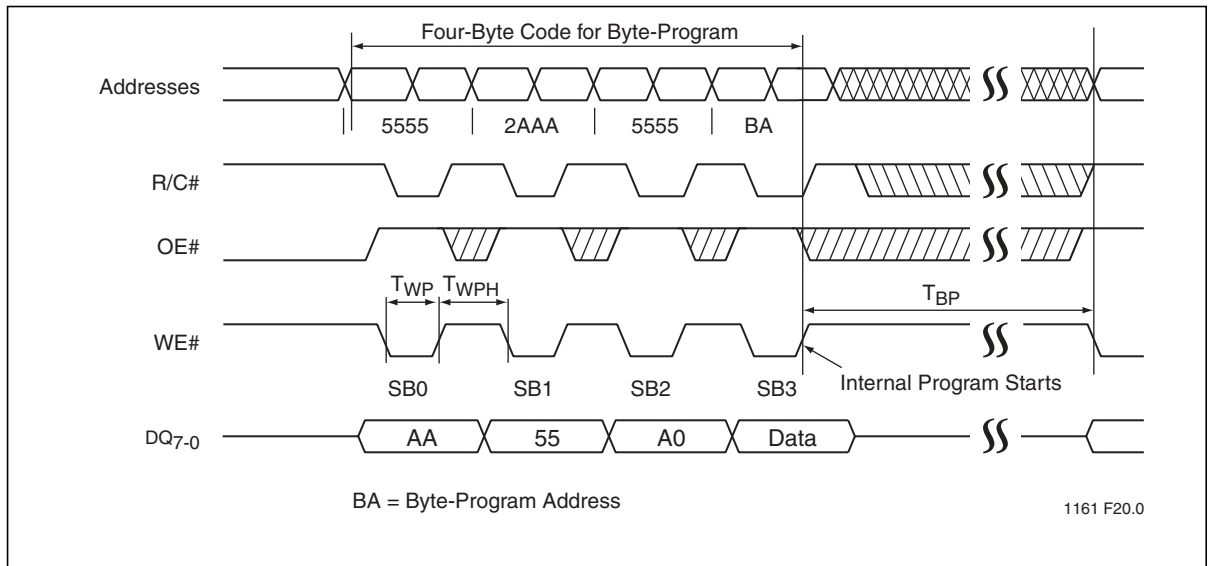 Four-Byte Code for Byte-Program
Addresses
5555 2AAA 5555 BA
R/C#
OE#
TWP TWPH TBP
WE#
SB0 SB1 SB2 SB3 Internal Program Starts
DQ7-0 AA 55 A0 Data
BA = Byte-Program Address
1161 F20.0